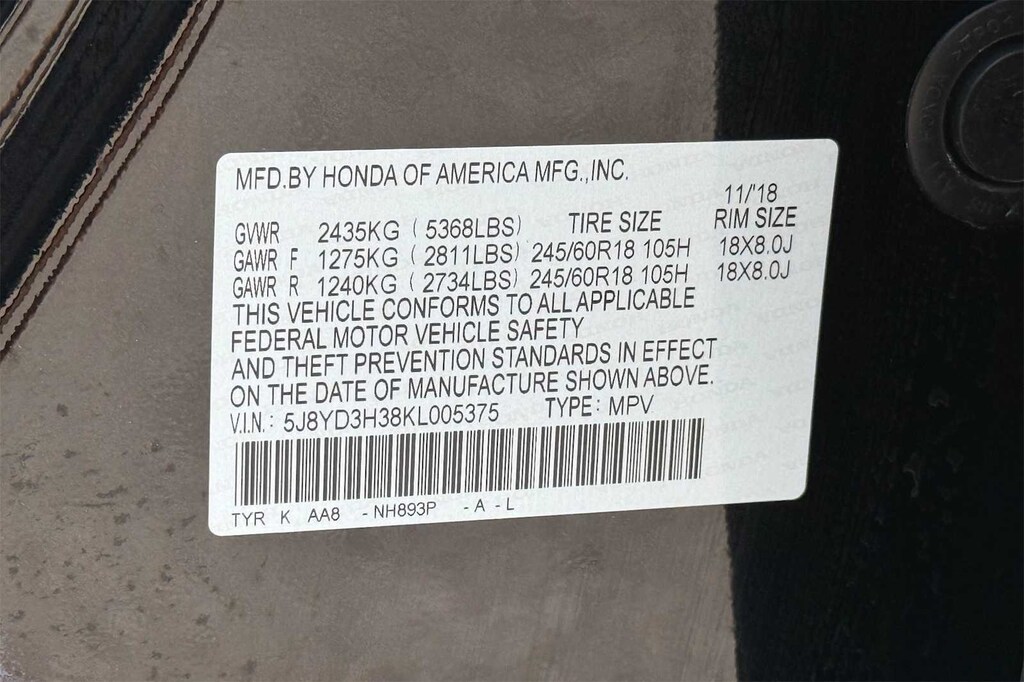 MFD.BY HONDA OF AMERICA MFG.,INC.
11/'18
GVWR 2435KG ( 5368LBS) TIRE SIZE RIM SIZE
GAWR F 1275KG ( 2811LBS) 245/60R18 105H 18X8.0J
GAWR R 1240KG ( 2734LBS) 245/60R18 105H 18X8.0J
THIS VEHICLE CONFORMS TO ALL APPLICABLE
FEDERAL MOTOR VEHICLE SAFETY
AND THEFT PREVENTION STANDARDS IN EFFECT
ON THE DATE OF MANUFACTURE SHOWN ABOVE.
V.I.N.: 5J8YD3H38KL005375 TYPE: MPV
TYR K AA8 -NH893P -A -L